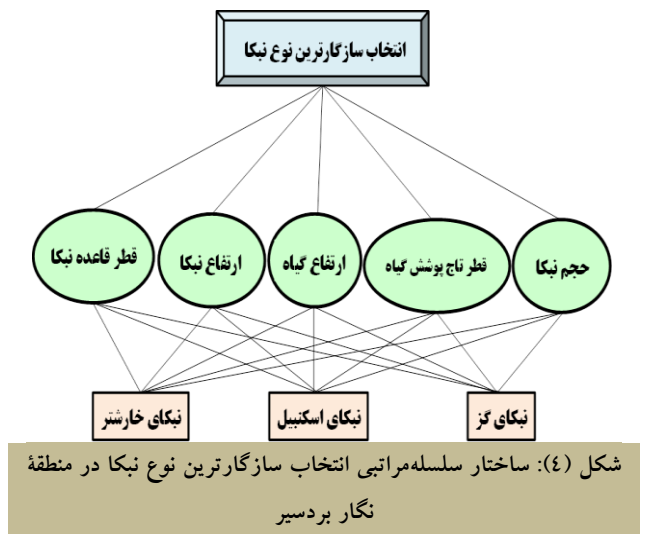 انتخاب سازگارترین نوع نبکا
حجم نبکا
قطر تاج پوشش گیاه
ارتفاع گیاه
ارتفاع نبکا
قطر قاعده نبکا
نبکای گز
نبکای اسکنبیل
نبکای خارشتر
شکل (٤): ساختار سلسله‌مراتبی انتخاب سازگارترین نوع نبکا در منطقۀ
نگار بردسیر